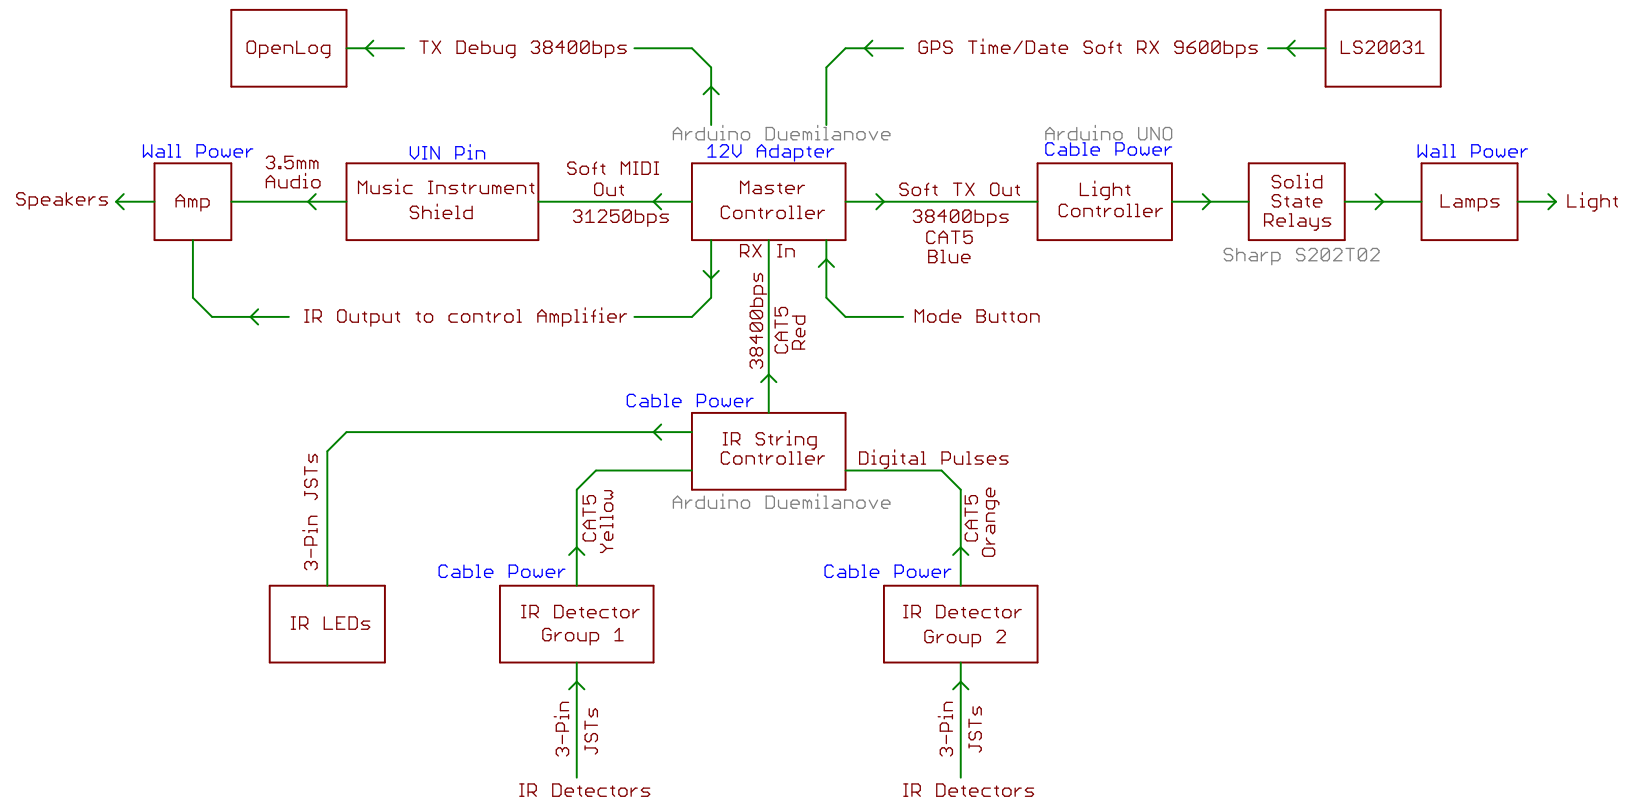 OpenLog
TX Debug 38400bps
GPS Time/Date Soft RX 9600bps
LS20031
Arduino Duemilanove
12V Adapter
Arduino UNO
Cable Power
Wall Power
VIN Pin
Wall Power
Speakers
Amp
3.5mm
Audio
Music Instrument
Shield
Soft MIDI
Out
31250bps
Master
Controller
Soft TX Out
38400bps
CAT5
Blue
Light
Controller
Solid
State
Relays
Sharp S202T02
Lamps
Light
RX In
38400bps
CAT5
Red
IR Output to control Amplifier
Mode Button
Cable Power
IR String
Controller
Arduino Duemilanove
Digital Pulses
3-Pin JSTs
CAT5
Yellow
CAT5
Orange
Cable Power
Cable Power
IR LEDs
IR Detector
Group 1
IR Detector
Group 2
3-Pin
JSTs
3-Pin
JSTs
IR Detectors
IR Detectors